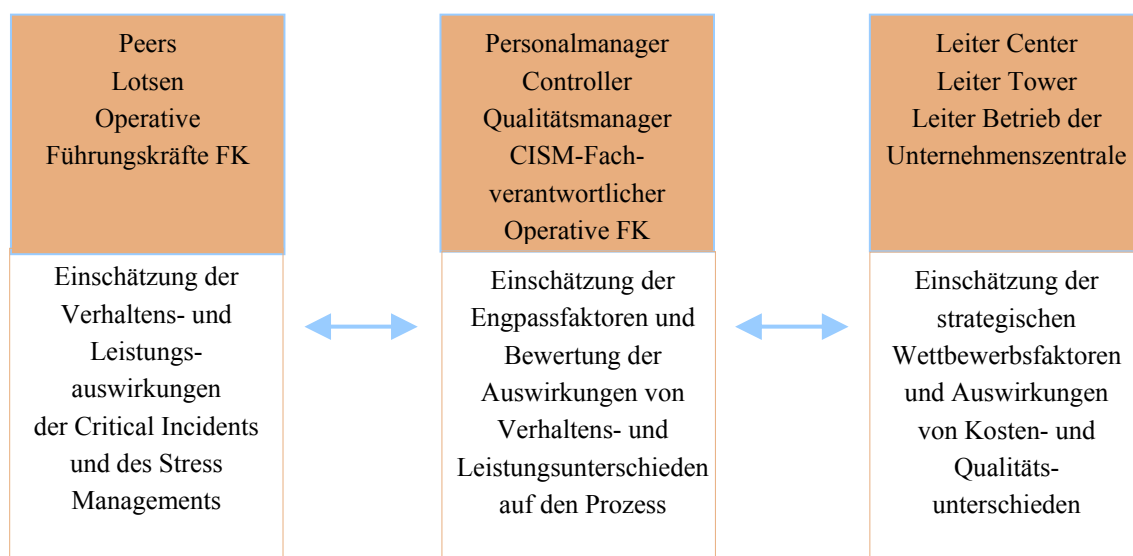 Peers
Lotsen
Operative
Führungskräfte FK
Einschätzung der
Verhaltens- und
Leistungs-
auswirkungen
der Critical Incidents
und des Stress
Managements
Personalmanager
Controller
Qualitätsmanager
CISM-Fach-
verantwortlicher
Operative FK
Einschätzung der
Engpassfaktoren und
Bewertung der
Auswirkungen von
Verhaltens- und
Leistungsunterschieden
auf den Prozess
Leiter Center
Leiter Tower
Leiter Betrieb der
Unternehmenszentrale
Einschätzung der
strategischen
Wettbewerbsfaktoren
und Auswirkungen
von Kosten- und
Qualitäts-
unterschieden